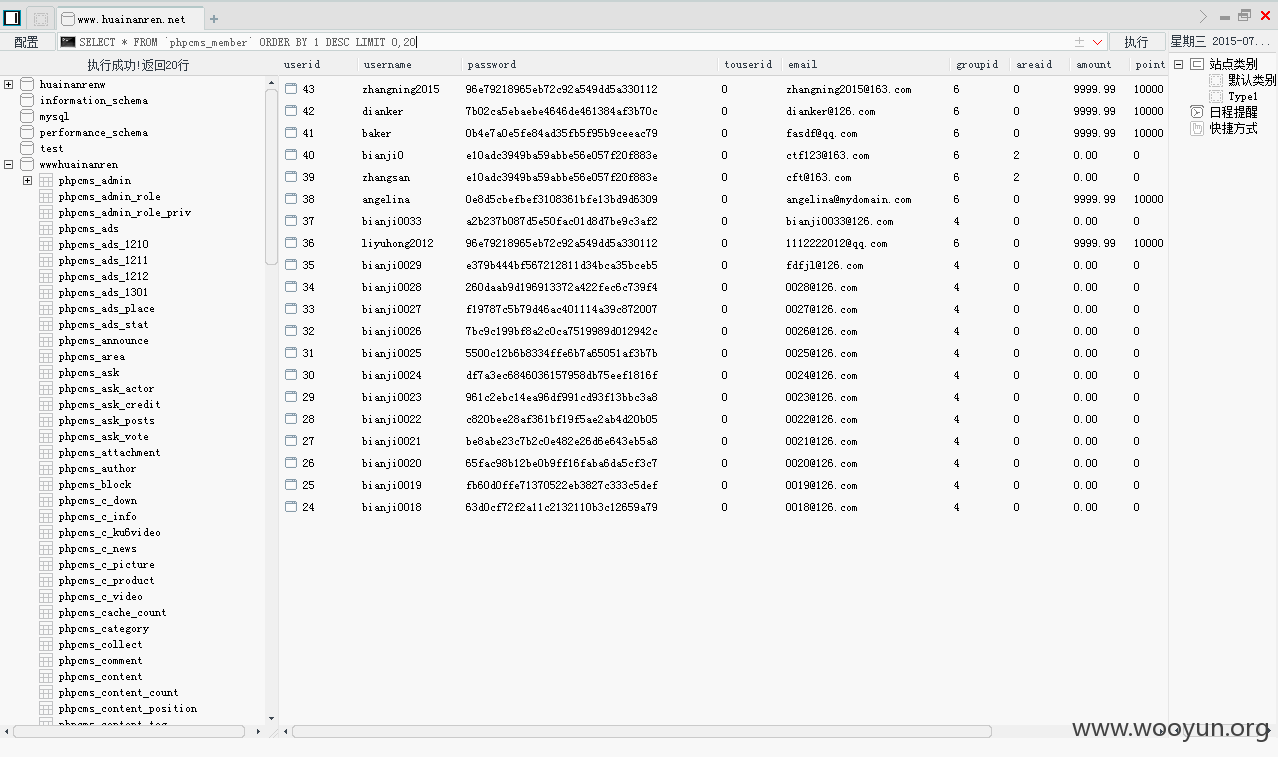 www.huainanren.net
配置 SELECT * FROM `phpcms_member` ORDER BY 1 DESC LIMIT 0,20 执行 星期三 2015-07...
执行成功!返回20行
huainanrenw
information_schema
mysql
performance_schema
test
wwwhuainanren
phpcms_admin
phpcms_admin_role
phpcms_admin_role_priv
phpcms_ads
phpcms_ads_1210
phpcms_ads_1211
phpcms_ads_1212
phpcms_ads_1301
phpcms_ads_place
phpcms_ads_stat
phpcms_announce
phpcms_area
phpcms_ask
phpcms_ask_actor
phpcms_ask_credit
phpcms_ask_posts
phpcms_ask_vote
phpcms_attachment
phpcms_author
phpcms_block
phpcms_c_down
phpcms_c_info
phpcms_c_ku6video
phpcms_c_news
phpcms_c_picture
phpcms_c_product
phpcms_c_video
phpcms_cache_count
phpcms_category
phpcms_collect
phpcms_comment
phpcms_content
phpcms_content_count
phpcms_content_position
phpcms_content_tag
userid username password touserid email groupid areaid amount point
43 zhangning2015 96e79218965eb72c92a549dd5a330112 0 zhangning2015@163.com 6 0 9999.99 10000
42 dianker 7b02ca5ebaebe4646de461384af3b70c 0 dianker@126.com 6 0 9999.99 10000
41 baker 0b4e7a0e5fe84ad35fb5f95b9ceeac79 0 fasdf@qq.com 6 0 9999.99 10000
40 bianji0 e10adc3949ba59abbe56e057f20f883e 0 ctf123@163.com 6 2 0.00 0
39 zhangsan e10adc3949ba59abbe56e057f20f883e 0 cft@163.com 6 2 0.00 0
38 angelina 0e8d5cbefbef3108361bfe13bd9d6309 0 angelina@mydomain.com 6 0 9999.99 10000
37 bianji0033 a2b237b087d5e50fac01d8d7be9c3af2 0 bianji0033@126.com 4 0 0.00 0
36 liyuhong2012 96e79218965eb72c92a549dd5a330112 0 1112222012@qq.com 6 0 9999.99 10000
35 bianji0029 e379b444bf567212811d34bca35bceb5 0 fdfjl@126.com 4 0 0.00 0
34 bianji0028 260daab9d196913372a422fec6c739f4 0 0028@126.com 4 0 0.00 0
33 bianji0027 f19787c5b79d46ac401114a39c872007 0 0027@126.com 4 0 0.00 0
32 bianji0026 7bc9c199bf8a2c0ca7519989d012942c 0 0026@126.com 4 0 0.00 0
31 bianji0025 5500c12b6b8334ffe6b7a65051af3b7b 0 0025@126.com 4 0 0.00 0
30 bianji0024 df7a3ec6846036157958db75eef1816f 0 0024@126.com 4 0 0.00 0
29 bianji0023 961c2ebc14ea96df991cd93f13bbc3a8 0 0023@126.com 4 0 0.00 0
28 bianji0022 c828bee28af361bf19f5ae2ab4d20b05 0 0022@126.com 4 0 0.00 0
27 bianji0021 be8abe23c7b2c0e482e26d6e643eb5a8 0 0021@126.com 4 0 0.00 0
26 bianji0020 65fac98b12be0b9ff16faba6da5cf3c7 0 0020@126.com 4 0 0.00 0
25 bianji0019 fb60d0ffe71370522eb3827c333c5def 0 0019@126.com 4 0 0.00 0
24 bianji0018 63d0cf72f2a11c2132110b3c12659a79 0 0018@126.com 4 0 0.00 0
站点类别
默认类别
Type1
日程提醒
快捷方式
www.wooyun.org